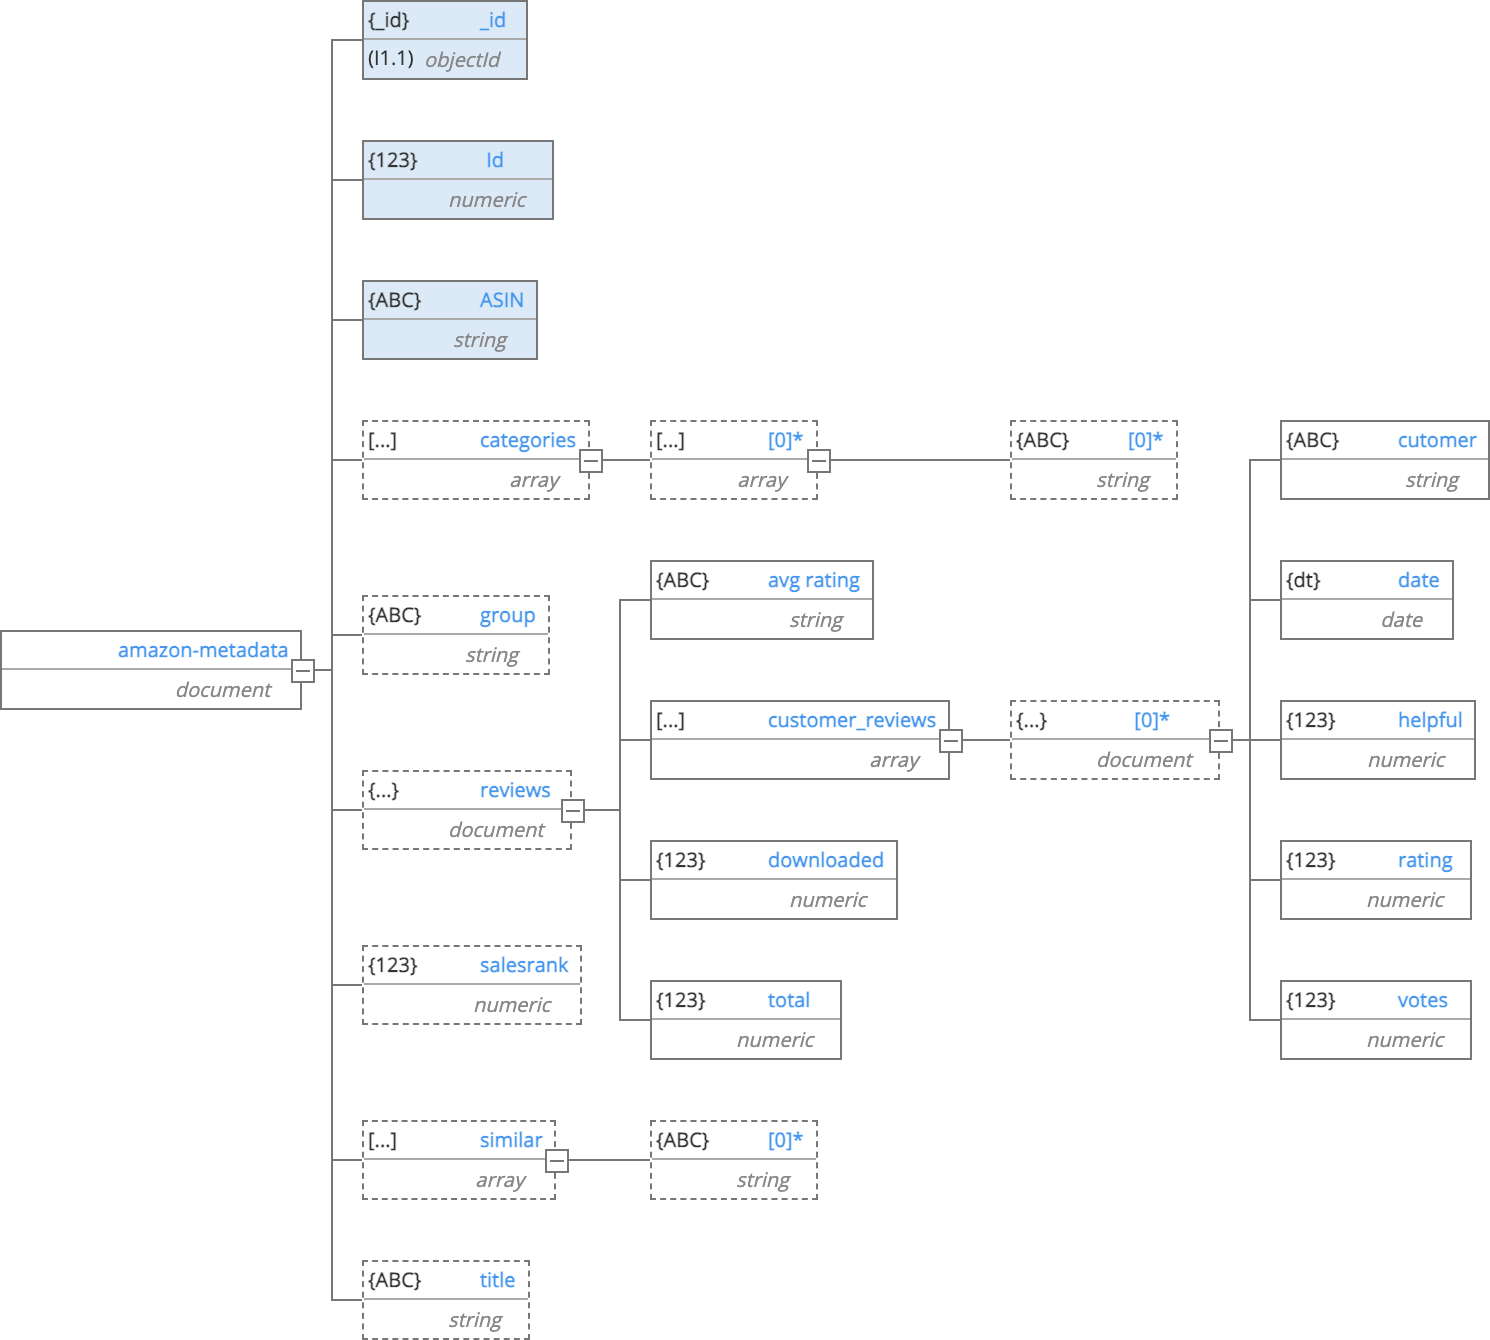 {_id} _id
(I1.1) objectId
{123} Id
numeric
{ABC} ASIN
string
[...] categories
array
[...] [0]*
array
{ABC} [0]*
string
{ABC} cutomer
string
{ABC} group
string
{ABC} avg rating
string
{dt} date
date
amazon-metadata
document
{...} reviews
document
[...] customer_reviews
array
{...} [0]*
document
{123} helpful
numeric
{123} downloaded
numeric
{123} rating
numeric
{123} salesrank
numeric
{123} total
numeric
{123} votes
numeric
[...] similar
array
{ABC} [0]*
string
{ABC} title
string